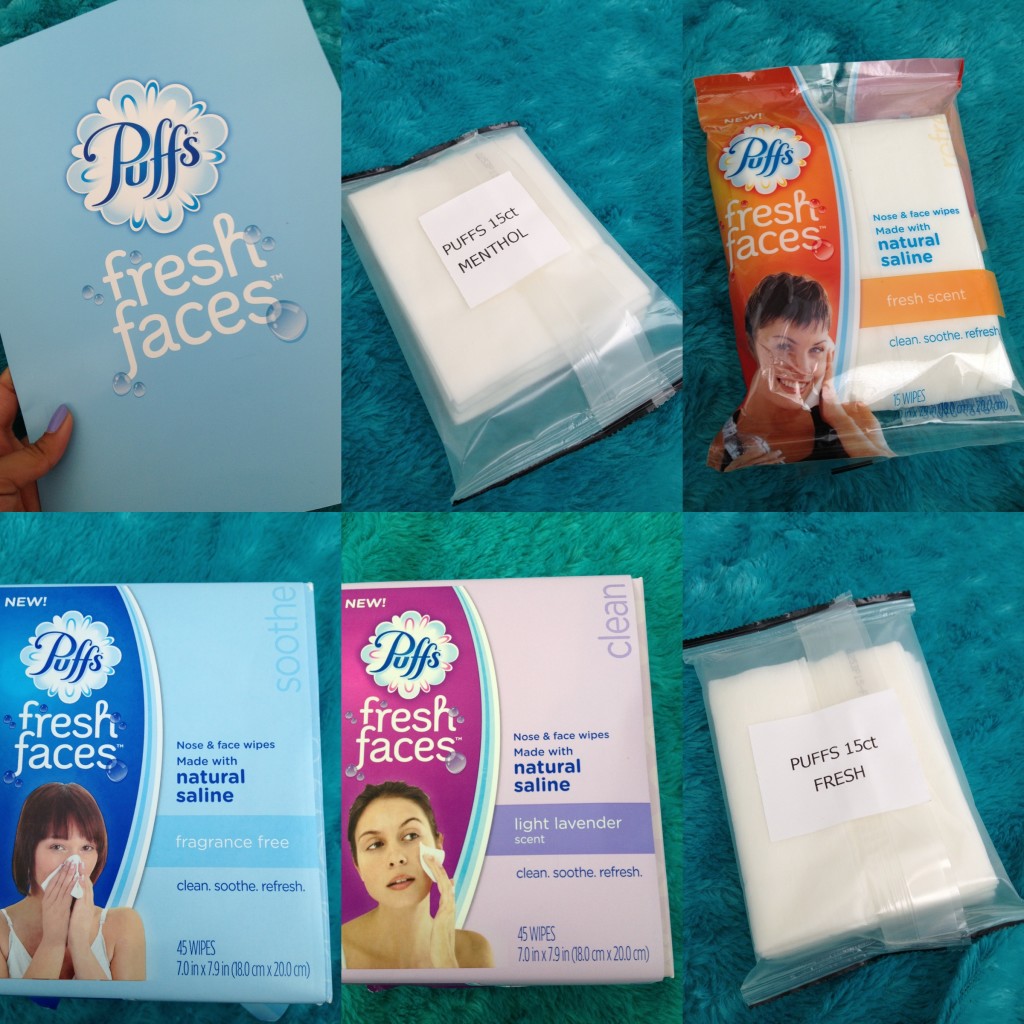 Puffs
fresh
faces™
PUFFS 15ct
MENTHOL
NEW!
Puffs
fresh
faces™
Nose & face wipes
Made with
natural
saline
fresh scent
clean. soothe. refresh
15 WIPES
NEW!
Puffs
fresh
faces™
soothe
Nose & face wipes
Made with
natural
saline
fragrance free
clean. soothe. refresh.
45 WIPES
7.0 in x 7.9 in (18.0 cm x 20.0 cm)
NEW!
Puffs
fresh
faces™
clean
Nose & face wipes
Made with
natural
saline
light lavender
scent
clean. soothe. refresh.
45 WIPES
7.0 in x 7.9 in (18.0 cm x 20.0 cm)
PUFFS 15ct
FRESH